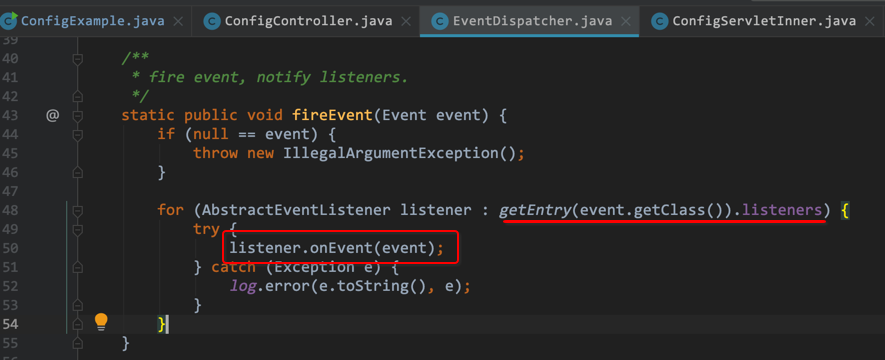 ConfigExample.java × ConfigController.java × EventDispatcher.java × ConfigServletInner.java ×
39
40 /**
41 * fire event, notify listeners.
42 */
43 @ static public void fireEvent(Event event) {
44 if (null == event) {
45 throw new IllegalArgumentException();
46 }
47
48 for (AbstractEventListener listener : getEntry(event.getClass()).listeners) {
49 try {
50 listener.onEvent(event);
51 } catch (Exception e) {
52 log.error(e.toString(), e);
53 }
54 }
55 }
56